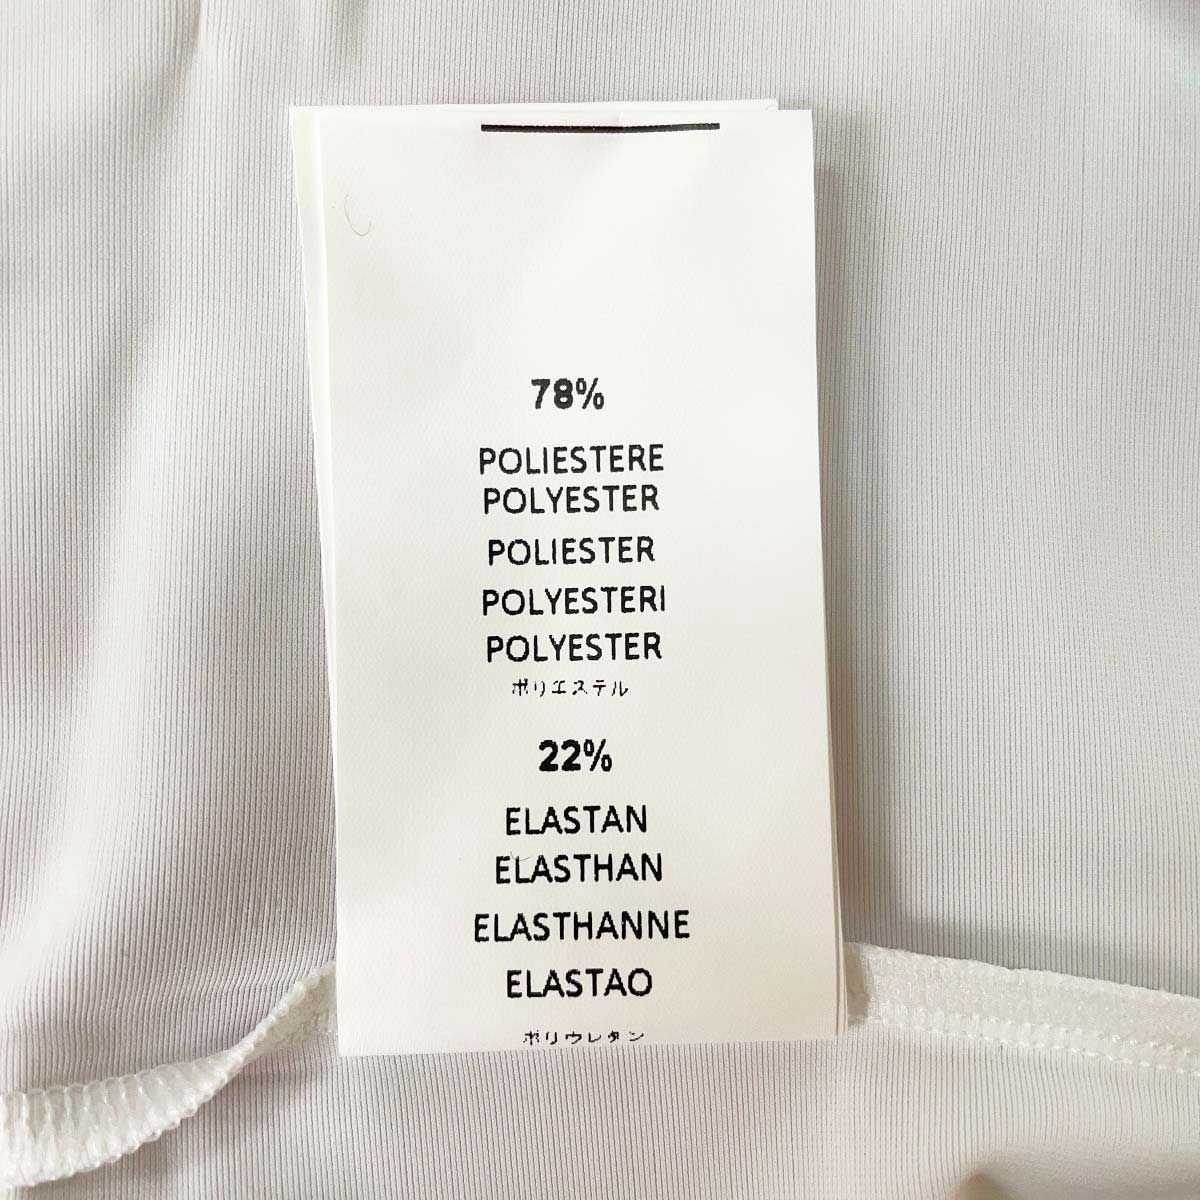 78%
POLIESTERE
POLYESTER
POLIESTER
POLYESTERI
POLYESTER
ポリエステル
22%
ELASTAN
ELASTHAN
ELASTHANNE
ELASTAO
ポリウレタン